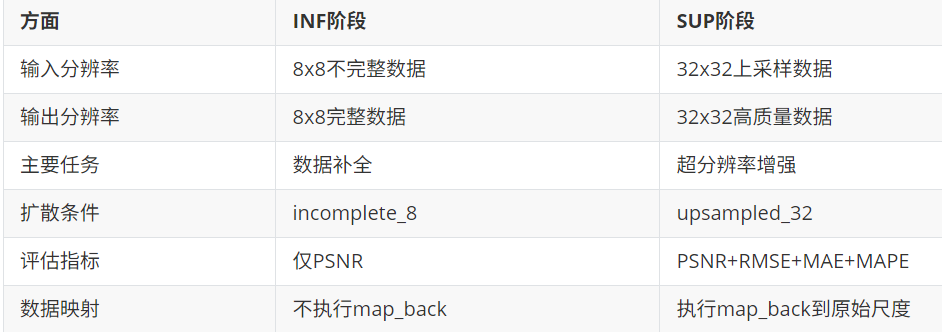 方面 INF阶段 SUP阶段
输入分辨率 8x8不完整数据 32x32上采样数据
输出分辨率 8x8完整数据 32x32高质量数据
主要任务 数据补全 超分辨率增强
扩散条件 incomplete_8 upsampled_32
评估指标 仅PSNR PSNR+RMSE+MAE+MAPE
数据映射 不执行map_back 执行map_back到原始尺度